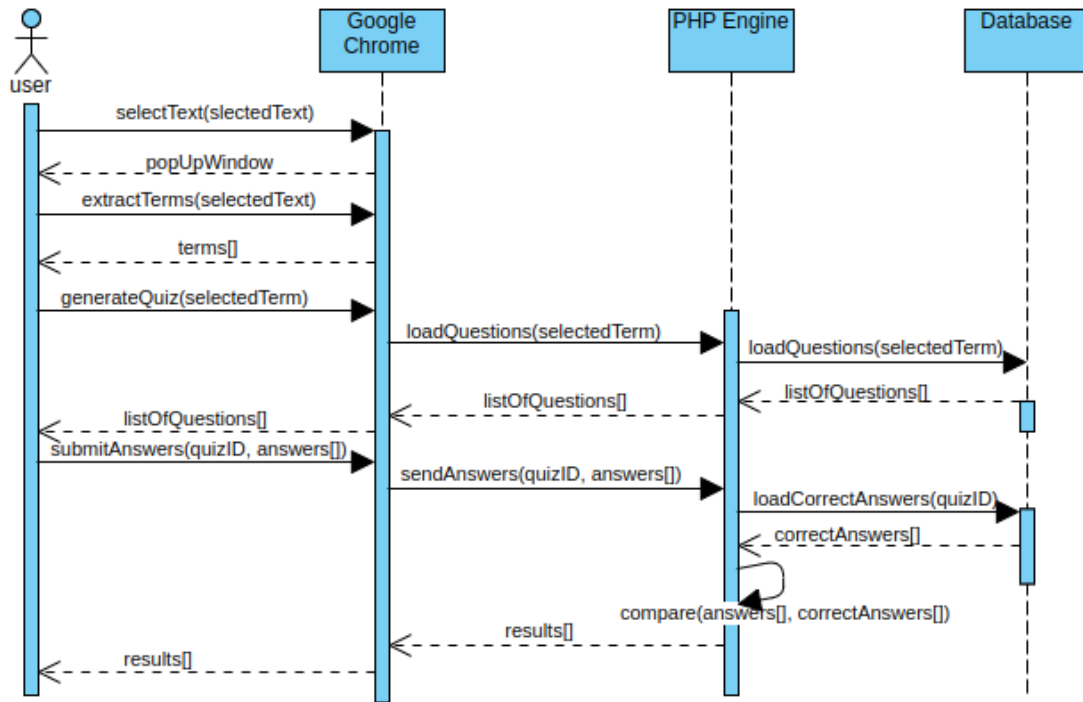 Google
Chrome
PHP Engine
Database
user
selectText(slectedText)
popUpWindow
extractTerms(selectedText)
terms[]
generateQuiz(selectedTerm)
loadQuestions(selectedTerm)
loadQuestions(selectedTerm)
listOfQuestions[]
listOfQuestions[]
listOfQuestions[]
submitAnswers(quizID, answers[])
sendAnswers(quizID, answers[])
loadCorrectAnswers(quizID)
correctAnswers[]
compare(answers[], correctAnswers[])
results[]
results[]